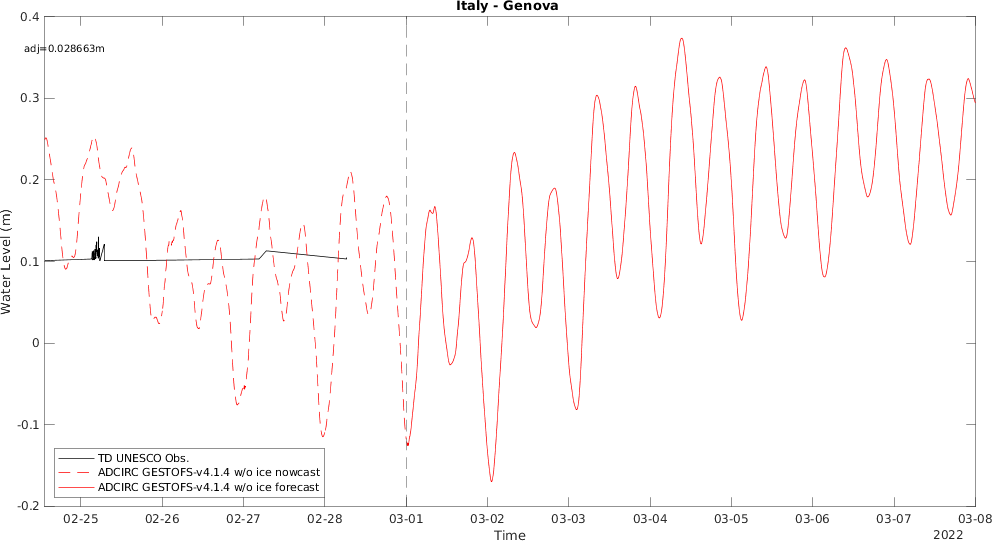 Italy - Genova
adj=0.028663m
0.4
0.3
0.2
0.1
0
-0.1
-0.2
Water Level (m)
TD UNESCO Obs.
ADCIRC GESTOFS-v4.1.4 w/o ice nowcast
ADCIRC GESTOFS-v4.1.4 w/o ice forecast
02-25 02-26 02-27 02-28 03-01 03-02 03-03 03-04 03-05 03-06 03-07 03-08
Time
2022